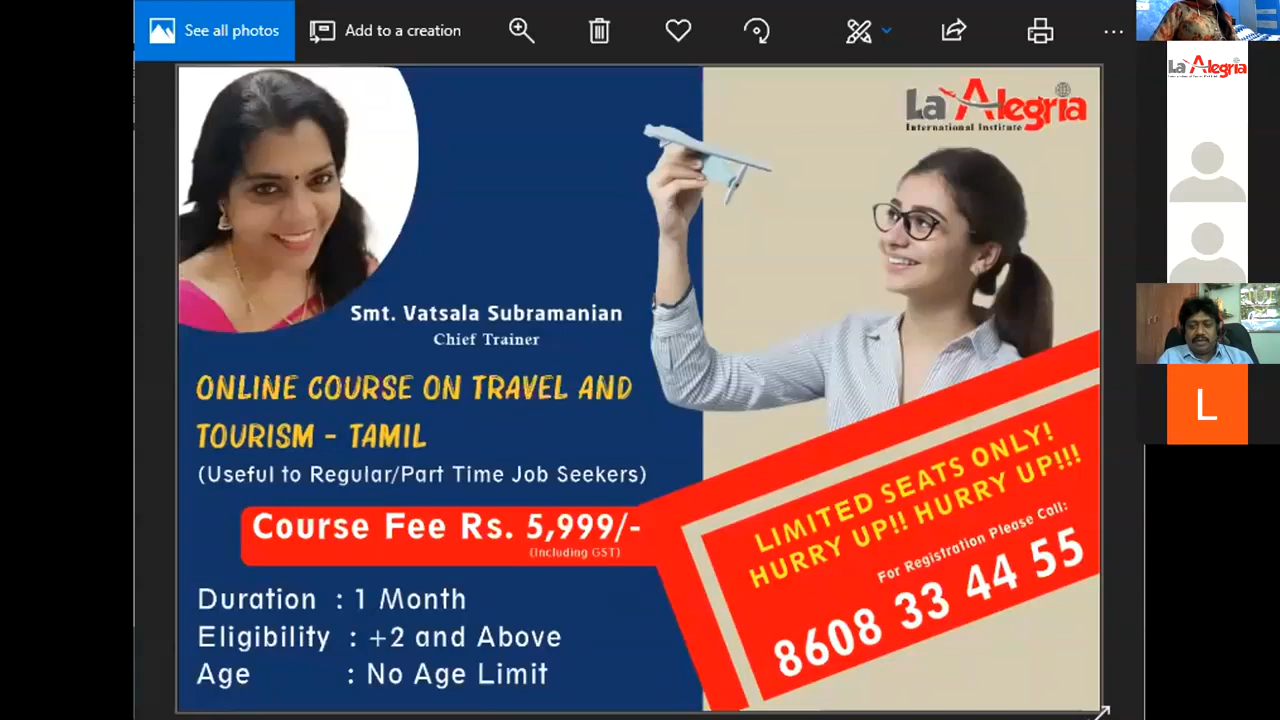 See all photos
Add to a creation
La Alegria
La Alegria
International Institute
Smt. Vatsala Subramanian
Chief Trainer
ONLINE COURSE ON TRAVEL AND
TOURISM - TAMIL
(Useful to Regular/Part Time Job Seekers)
Course Fee Rs. 5,999/-
(Including GST)
Duration : 1 Month
Eligibility : +2 and Above
Age : No Age Limit
LIMITED SEATS ONLY!
HURRY UP!! HURRY UP!!!
For Registration Please Call:
8608 33 44 55
L